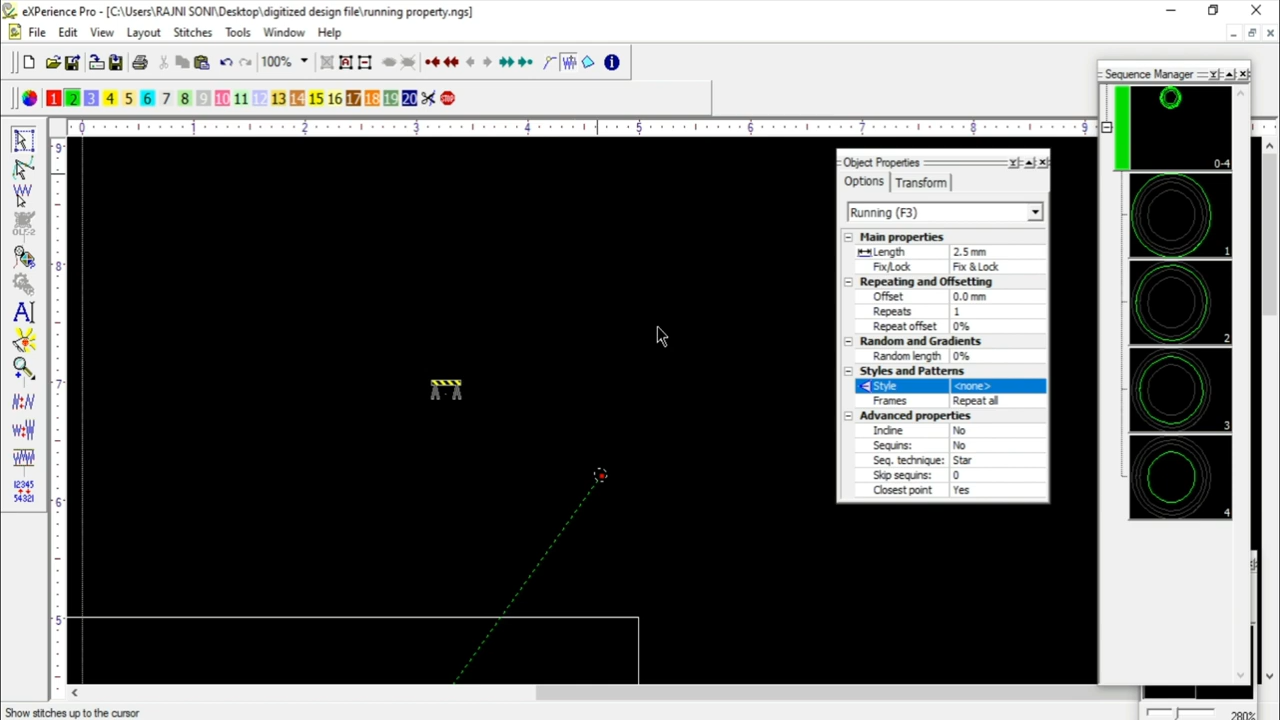 eXPerience Pro - [C:\Users\RAJNI SONI\Desktop\digitized design file\running property.ngs]
File Edit View Layout Stitches Tools Window Help
100%
1 2 3 4 5 6 7 8 9 10 11 12 13 14 15 16 17 18 19 20 STOP
0 1 2 3 4 5 6 7 8 9
9
8
7
6
5
12345
54321
Object Properties
Options Transform
Running (F3)
Main properties
Length 2.5 mm
Fix/Lock Fix & Lock
Repeating and Offsetting
Offset 0.0 mm
Repeats 1
Repeat offset 0%
Random and Gradients
Random length 0%
Styles and Patterns
Style <none>
Frames Repeat all
Advanced properties
Incline No
Sequins: No
Seq. technique: Star
Skip sequins: 0
Closest point Yes
Sequence Manager
0-4
1
2
3
4
Show stitches up to the cursor
280%